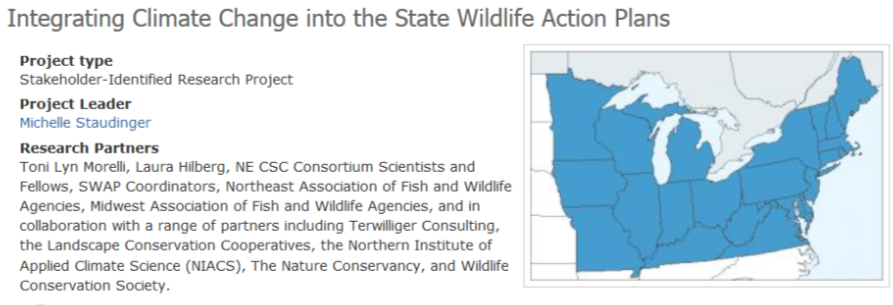 Integrating Climate Change into the State Wildlife Action Plans
Project type
Stakeholder-Identified Research Project
Project Leader
Michelle Staudinger
Research Partners
Toni Lyn Morelli, Laura Hilberg, NE CSC Consortium Scientists and
Fellows, SWAP Coordinators, Northeast Association of Fish and Wildlife
Agencies, Midwest Association of Fish and Wildlife Agencies, and in
collaboration with a range of partners including Terwilliger Consulting,
the Landscape Conservation Cooperatives, the Northern Institute of
Applied Climate Science (NIACS), The Nature Conservancy, and Wildlife
Conservation Society.